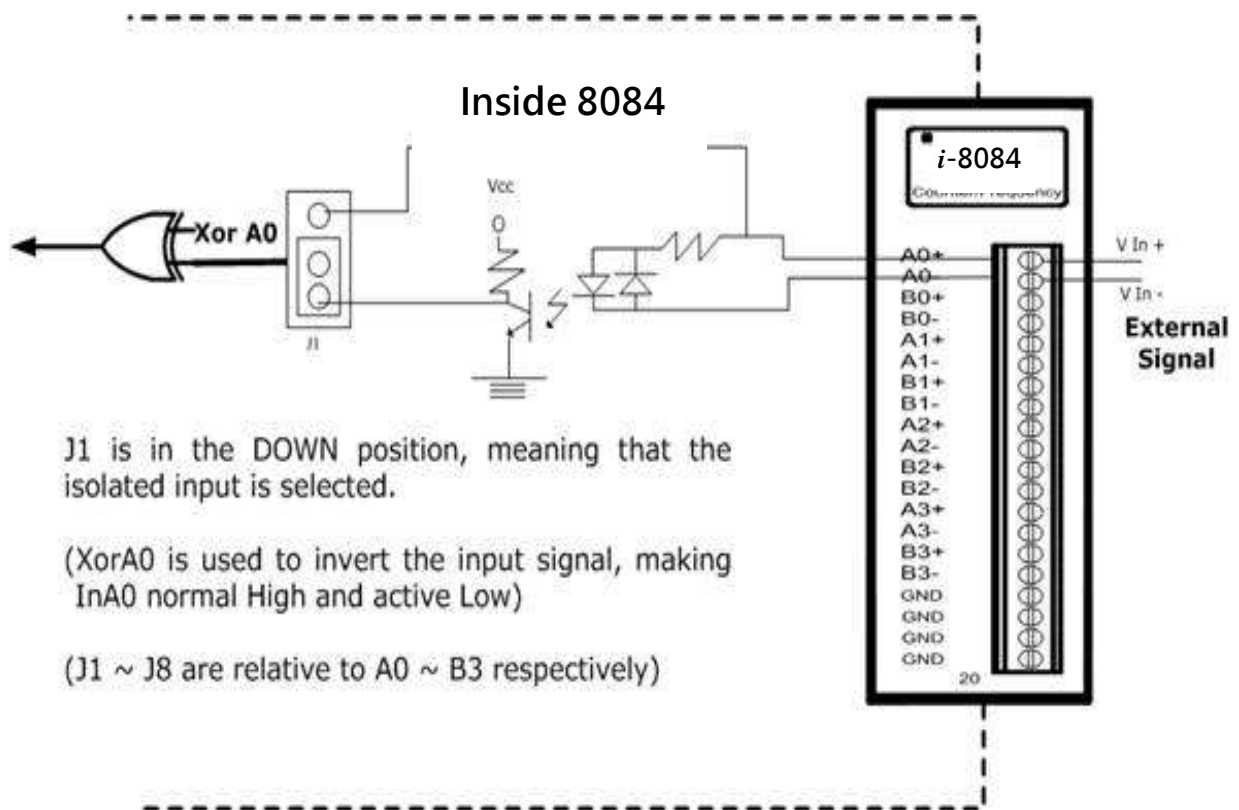 Inside 8084
i-8084
Vcc
Xor A0
J1
A0+
A0-
B0+
B0-
A1+
A1-
B1+
B1-
A2+
A2-
B2+
B2-
A3+
A3-
B3+
B3-
GND
GND
GND
GND
20
V In +
V In -
External
Signal
J1 is in the DOWN position, meaning that the
isolated input is selected.
(XorA0 is used to invert the input signal, making
InA0 normal High and active Low)
(J1 ~ J8 are relative to A0 ~ B3 respectively)